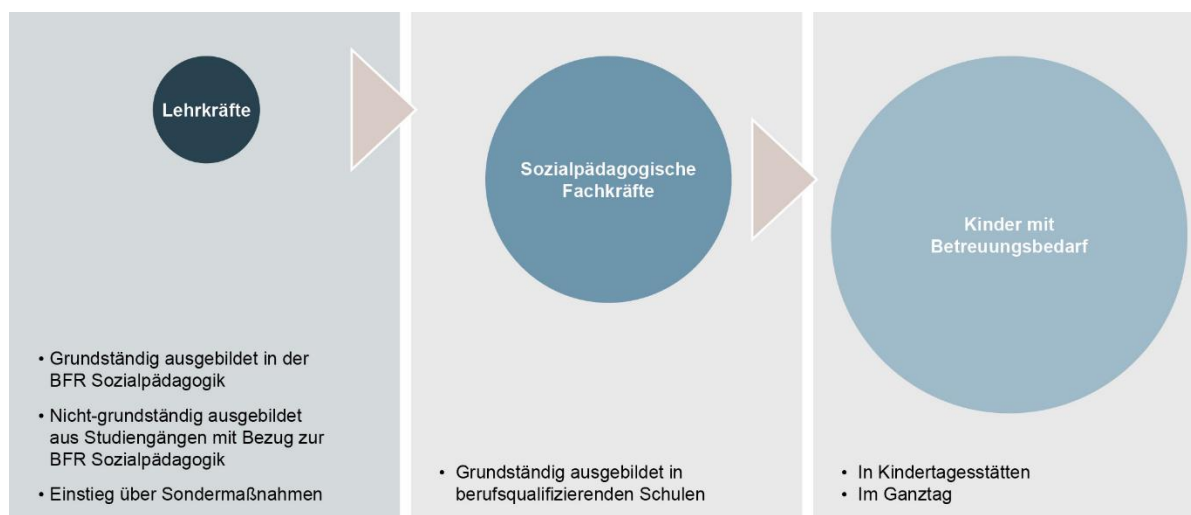 Lehrkräfte
• Grundständig ausgebildet in der
BFR Sozialpädagogik
• Nicht-grundständig ausgebildet
aus Studiengängen mit Bezug zur
BFR Sozialpädagogik
• Einstieg über Sondermaßnahmen
Sozialpädagogische
Fachkräfte
• Grundständig ausgebildet in
berufsqualifizierenden Schulen
Kinder mit
Betreuungsbedarf
• In Kindertagesstätten
• Im Ganztag